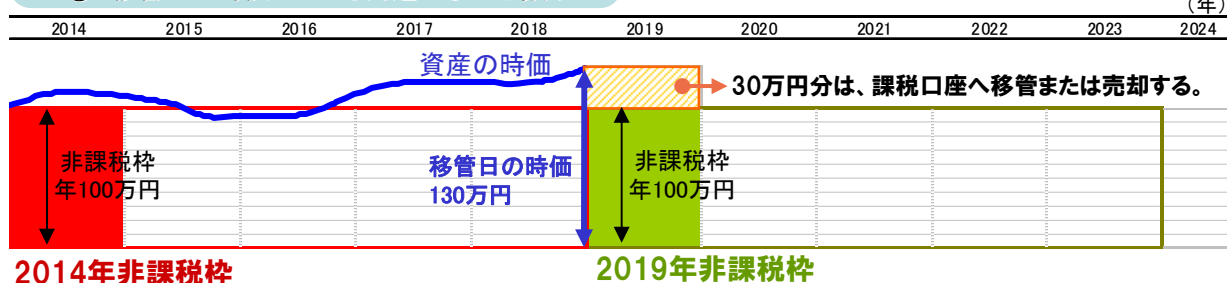 (年)
2014 2015 2016 2017 2018 2019 2020 2021 2022 2023 2024
資産の時価
30万円分は、課税口座へ移管または売却する。
非課税枠
年100万円
移管日の時価
130万円
非課税枠
年100万円
2014年非課税枠
2019年非課税枠